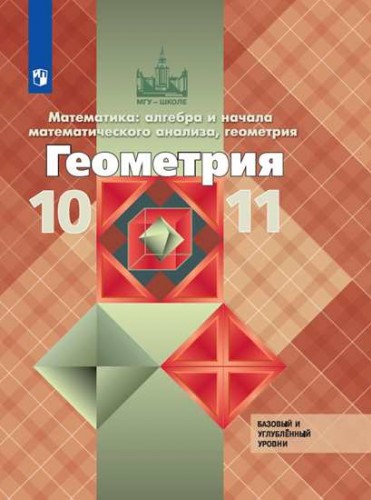 МГУ – ШКОЛЕ
Математика: алгебра и начала
математического анализа, геометрия
Геометрия
10 11
БАЗОВЫЙ И
УГЛУБЛЁННЫЙ
УРОВНИ